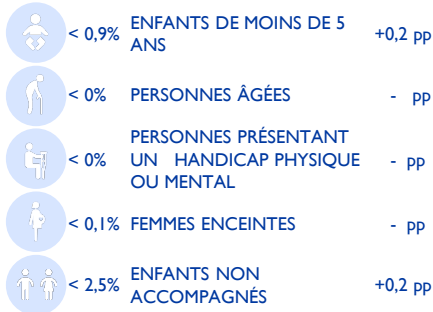 < 0,9% ENFANTS DE MOINS DE 5 ANS +0,2 pp
< 0% PERSONNES ÂGÉES - pp
< 0% PERSONNES PRÉSENTANT UN HANDICAP PHYSIQUE OU MENTAL - pp
< 0,1% FEMMES ENCEINTES - pp
< 2,5% ENFANTS NON ACCOMPAGNÉS +0,2 pp